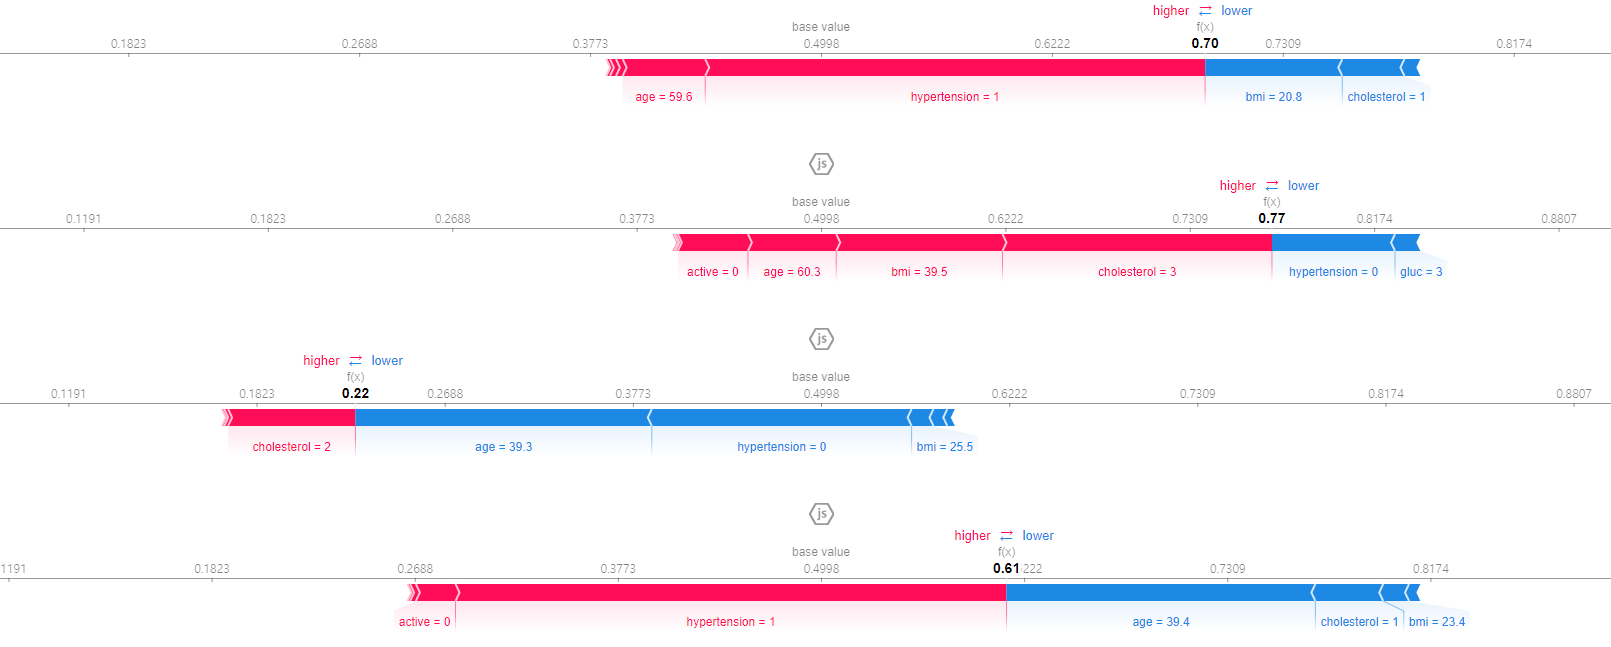 higher ⇄ lower
base value f(x)
0.1823 0.2688 0.3773 0.4998 0.6222 0.70 0.7309 0.8174
age = 59.6 hypertension = 1 bmi = 20.8 cholesterol = 1
js
higher ⇄ lower
base value f(x)
0.1191 0.1823 0.2688 0.3773 0.4998 0.6222 0.7309 0.77 0.8174 0.8807
active = 0 age = 60.3 bmi = 39.5 cholesterol = 3 hypertension = 0 gluc = 3
js
higher ⇄ lower
f(x) base value
0.1191 0.1823 0.22 0.2688 0.3773 0.4998 0.6222 0.7309 0.8174 0.8807
cholesterol = 2 age = 39.3 hypertension = 0 bmi = 25.5
js
higher ⇄ lower
base value f(x)
1191 0.1823 0.2688 0.3773 0.4998 0.61 222 0.7309 0.8174
active = 0 hypertension = 1 age = 39.4 cholesterol = 1 bmi = 23.4